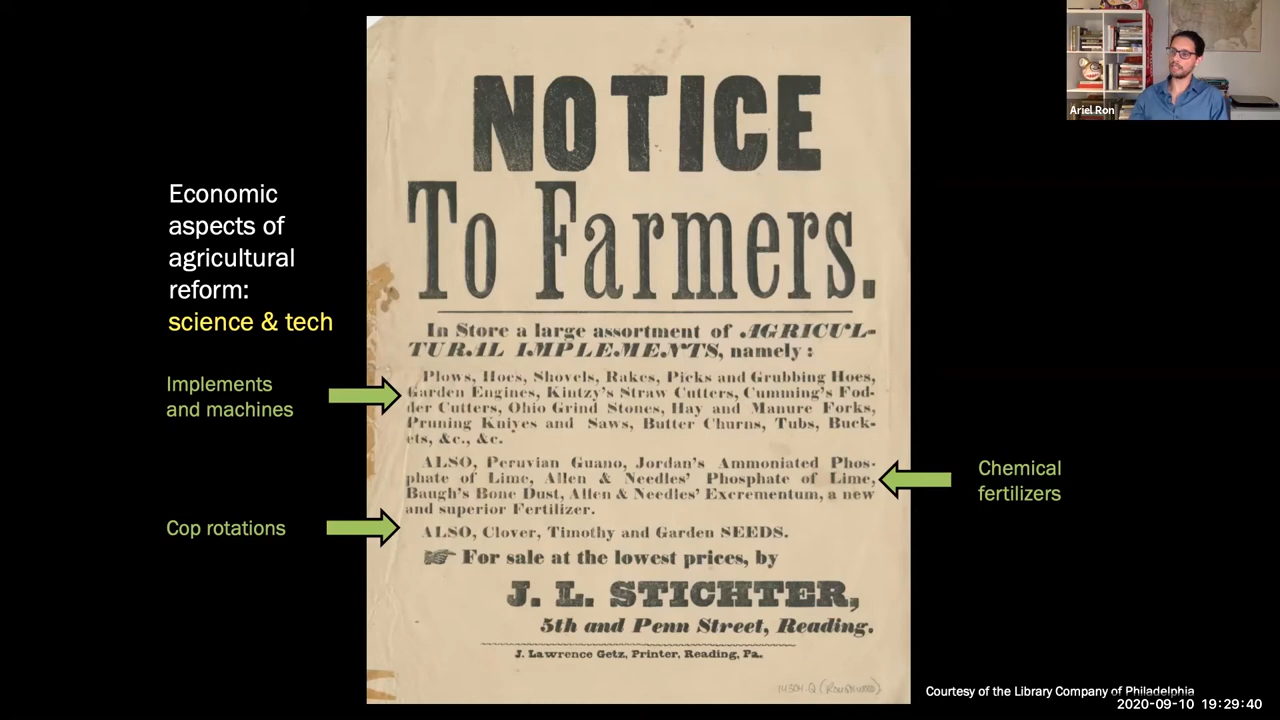 Ariel Ron
Economic
aspects of
agricultural
reform:
science & tech
Implements
and machines
Cop rotations
NOTICE
To Farmers.
In Store a large assortment of AGRICUL-
TURAL IMPLEMENTS, namely:
Plows, Hoes, Shovels, Rakes, Picks and Grubbing Hoes,
Garden Engines, Kintzy's Straw Cutters, Cumming's Fod-
der Cutters, Ohio Grind Stones, Hay and Manure Forks,
Pruning Kniyes and Saws, Butter Churns, Tubs, Buck-
ets, &c., &c.
ALSO, Peruvian Guano, Jordan's Ammoniated Phos-
phate of Lime, Allen & Needles' Phosphate of Lime,
Baugh's Bone Dust, Allen & Needles' Excrementum, a new
and superior Fertilizer.
ALSO, Clover, Timothy and Garden SEEDS.
For sale at the lowest prices, by
J. L. STICHTER,
5th and Penn Street, Reading.
J. Lawrence Getz, Printer, Reading, Pa.
Chemical
fertilizers
Courtesy of the Library Company of Philadelphia
2020-09-10 19:29:40